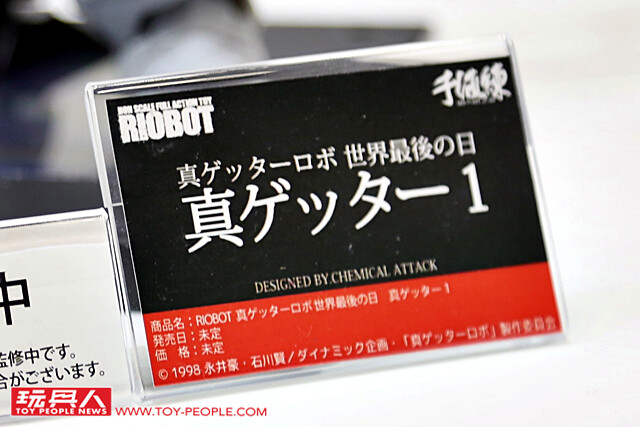 NON SCALE FULL ACTION TOY
RIOBOT
真ゲッターロボ 世界最後の日
真ゲッター1
DESIGNED BY.CHEMICAL ATTACK
商品名：RIOBOT 真ゲッターロボ 世界最後の日　真ゲッター1
発売日：未定
価　格：未定
© 1998 永井豪・石川賢／ダイナミック企画・「真ゲッターロボ」製作委員会
中
監修中です。
合がございます。
玩具人
TOY PEOPLE NEWS
WWW.TOY-PEOPLE.COM